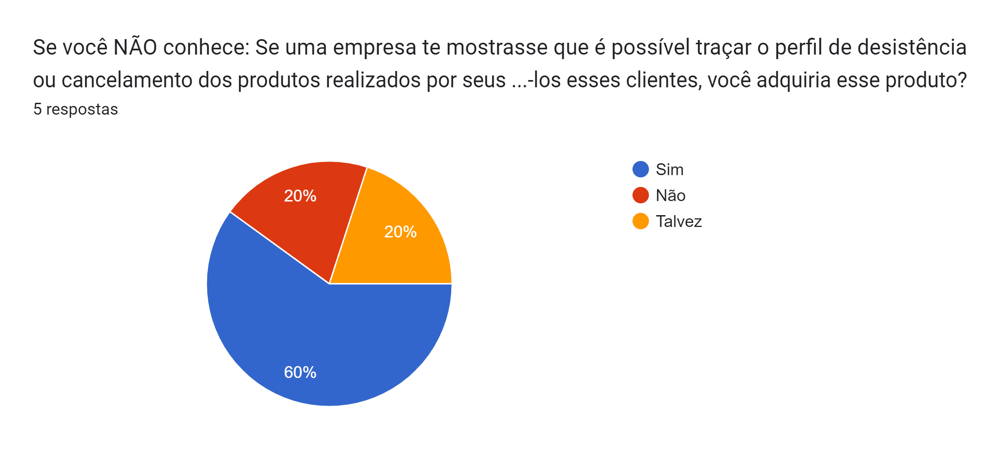 Se você NÃO conhece: Se uma empresa te mostrasse que é possível traçar o perfil de desistência
ou cancelamento dos produtos realizados por seus ...-los esses clientes, você adquiria esse produto?
5 respostas
Sim
Não
Talvez
20%
20%
60%